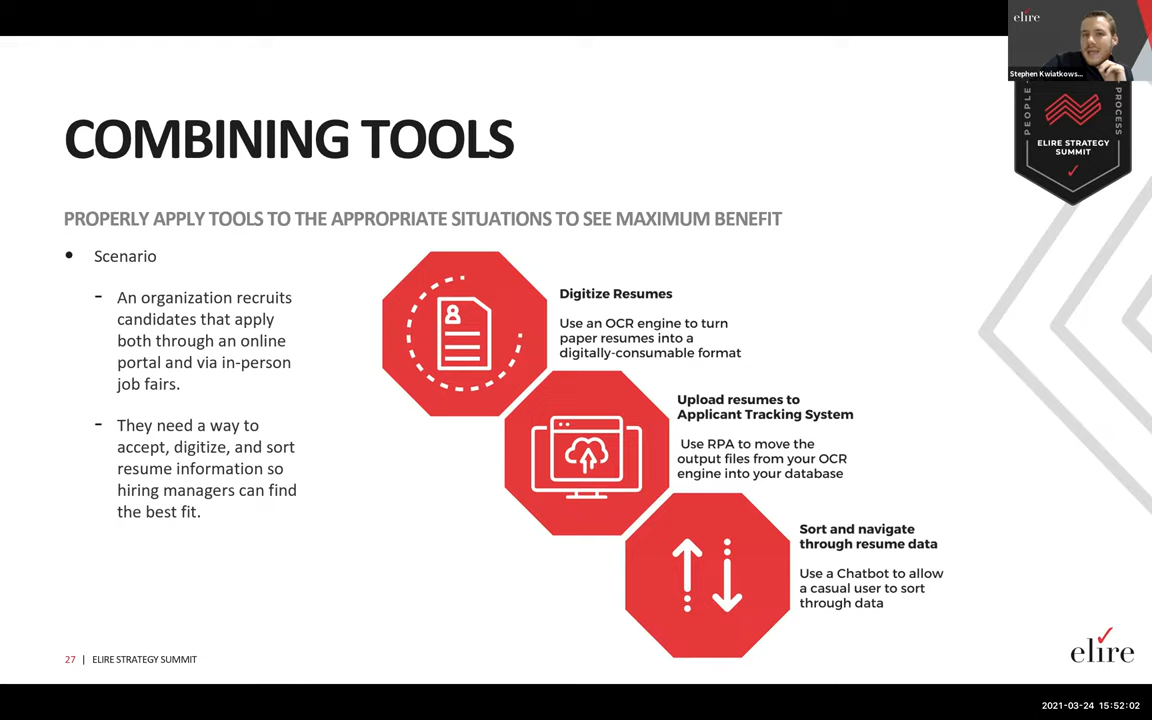 elire
Stephen Kwiatkows...
PEOPLE
PROCESS
ELIRE STRATEGY
SUMMIT
COMBINING TOOLS
PROPERLY APPLY TOOLS TO THE APPROPRIATE SITUATIONS TO SEE MAXIMUM BENEFIT
• Scenario
- An organization recruits
candidates that apply
both through an online
portal and via in-person
job fairs.
- They need a way to
accept, digitize, and sort
resume information so
hiring managers can find
the best fit.
Digitize Resumes
Use an OCR engine to turn
paper resumes into a
digitally-consumable format
Upload resumes to
Applicant Tracking System
Use RPA to move the
output files from your OCR
engine into your database
Sort and navigate
through resume data
Use a Chatbot to allow
a casual user to sort
through data
27 | ELIRE STRATEGY SUMMIT
elire
2021-03-24 15:52:02